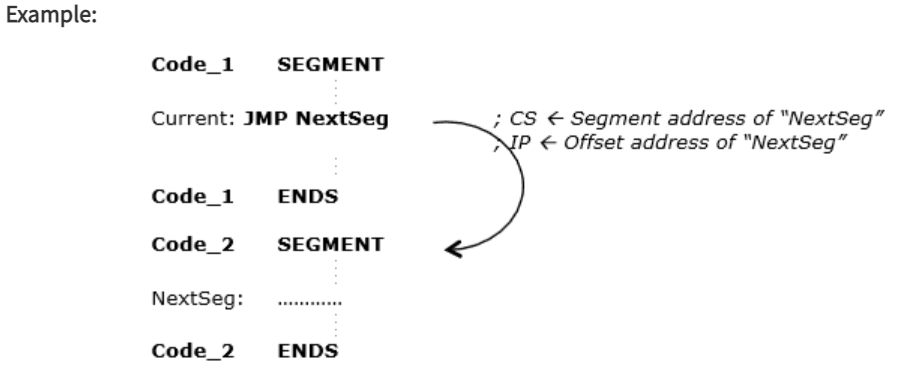 Example:
Code_1 SEGMENT
Current: JMP NextSeg ; CS ← Segment address of “NextSeg”
; IP ← Offset address of “NextSeg”
Code_1 ENDS
Code_2 SEGMENT
NextSeg: ............
Code_2 ENDS